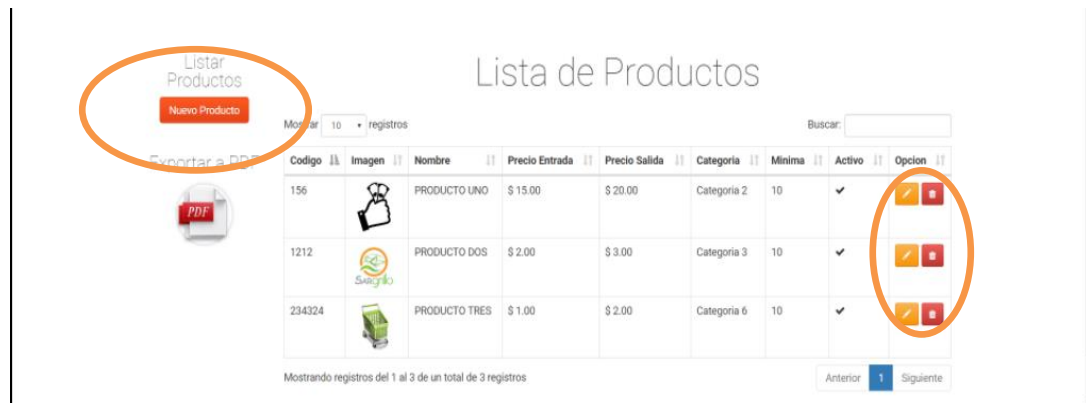 Listar
Productos
Nuevo Producto
Exportar a PDF
PDF
Lista de Productos
Mostrar 10 registros
Buscar:
Codigo Imagen Nombre Precio Entrada Precio Salida Categoria Minima Activo Opcion
156 PRODUCTO UNO $ 15.00 $ 20.00 Categoria 2 10
1212 PRODUCTO DOS $ 2.00 $ 3.00 Categoria 3 10
234324 PRODUCTO TRES $ 1.00 $ 2.00 Categoria 6 10
Mostrando registros del 1 al 3 de un total de 3 registros
Anterior 1 Siguiente